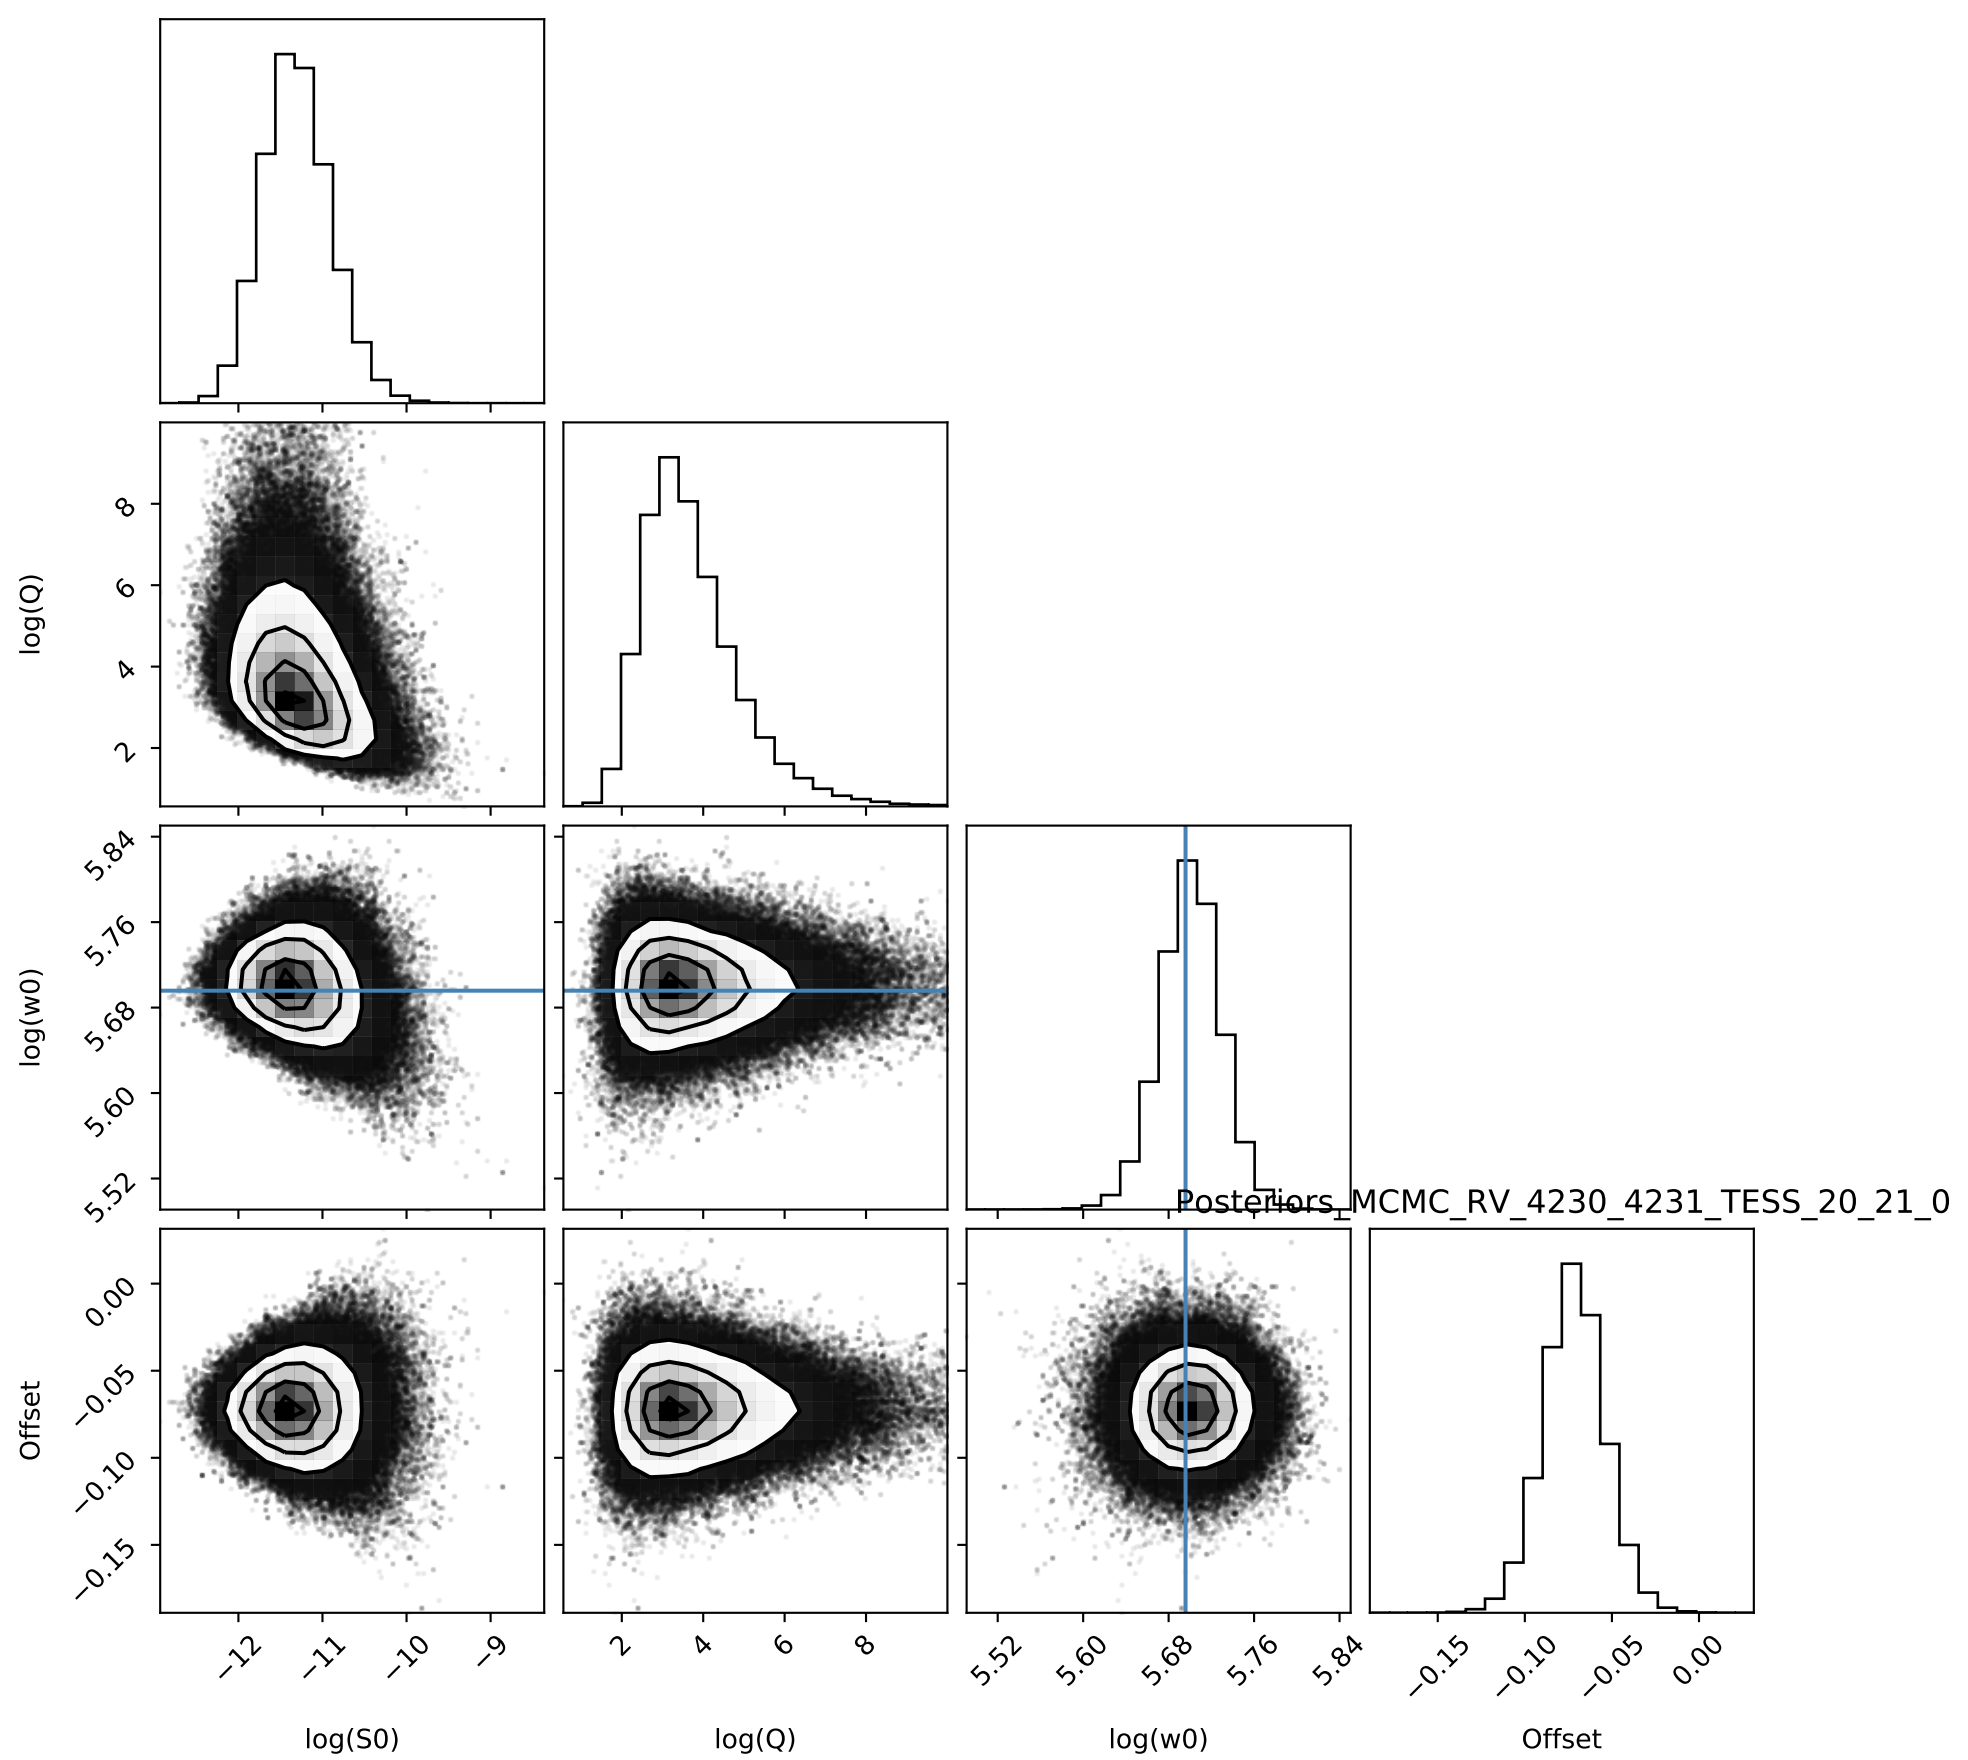 8
6
4
2
log(Q)
5.84
5.76
5.68
5.60
5.52
log(w0)
Posteriors_MCMC_RV_4230_4231_TESS_20_21_0
0.00
−0.05
−0.10
−0.15
Offset
−12 −11 −10 −9 2 4 6 8 5.52 5.60 5.68 5.76 5.84 −0.15 −0.10 −0.05 0.00
log(S0) log(Q) log(w0) Offset